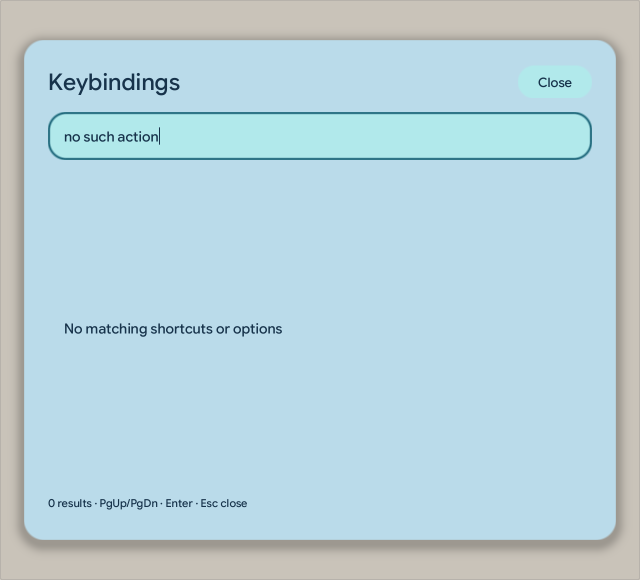 Keybindings
Close
no such action
No matching shortcuts or options
0 results · PgUp/PgDn · Enter · Esc close